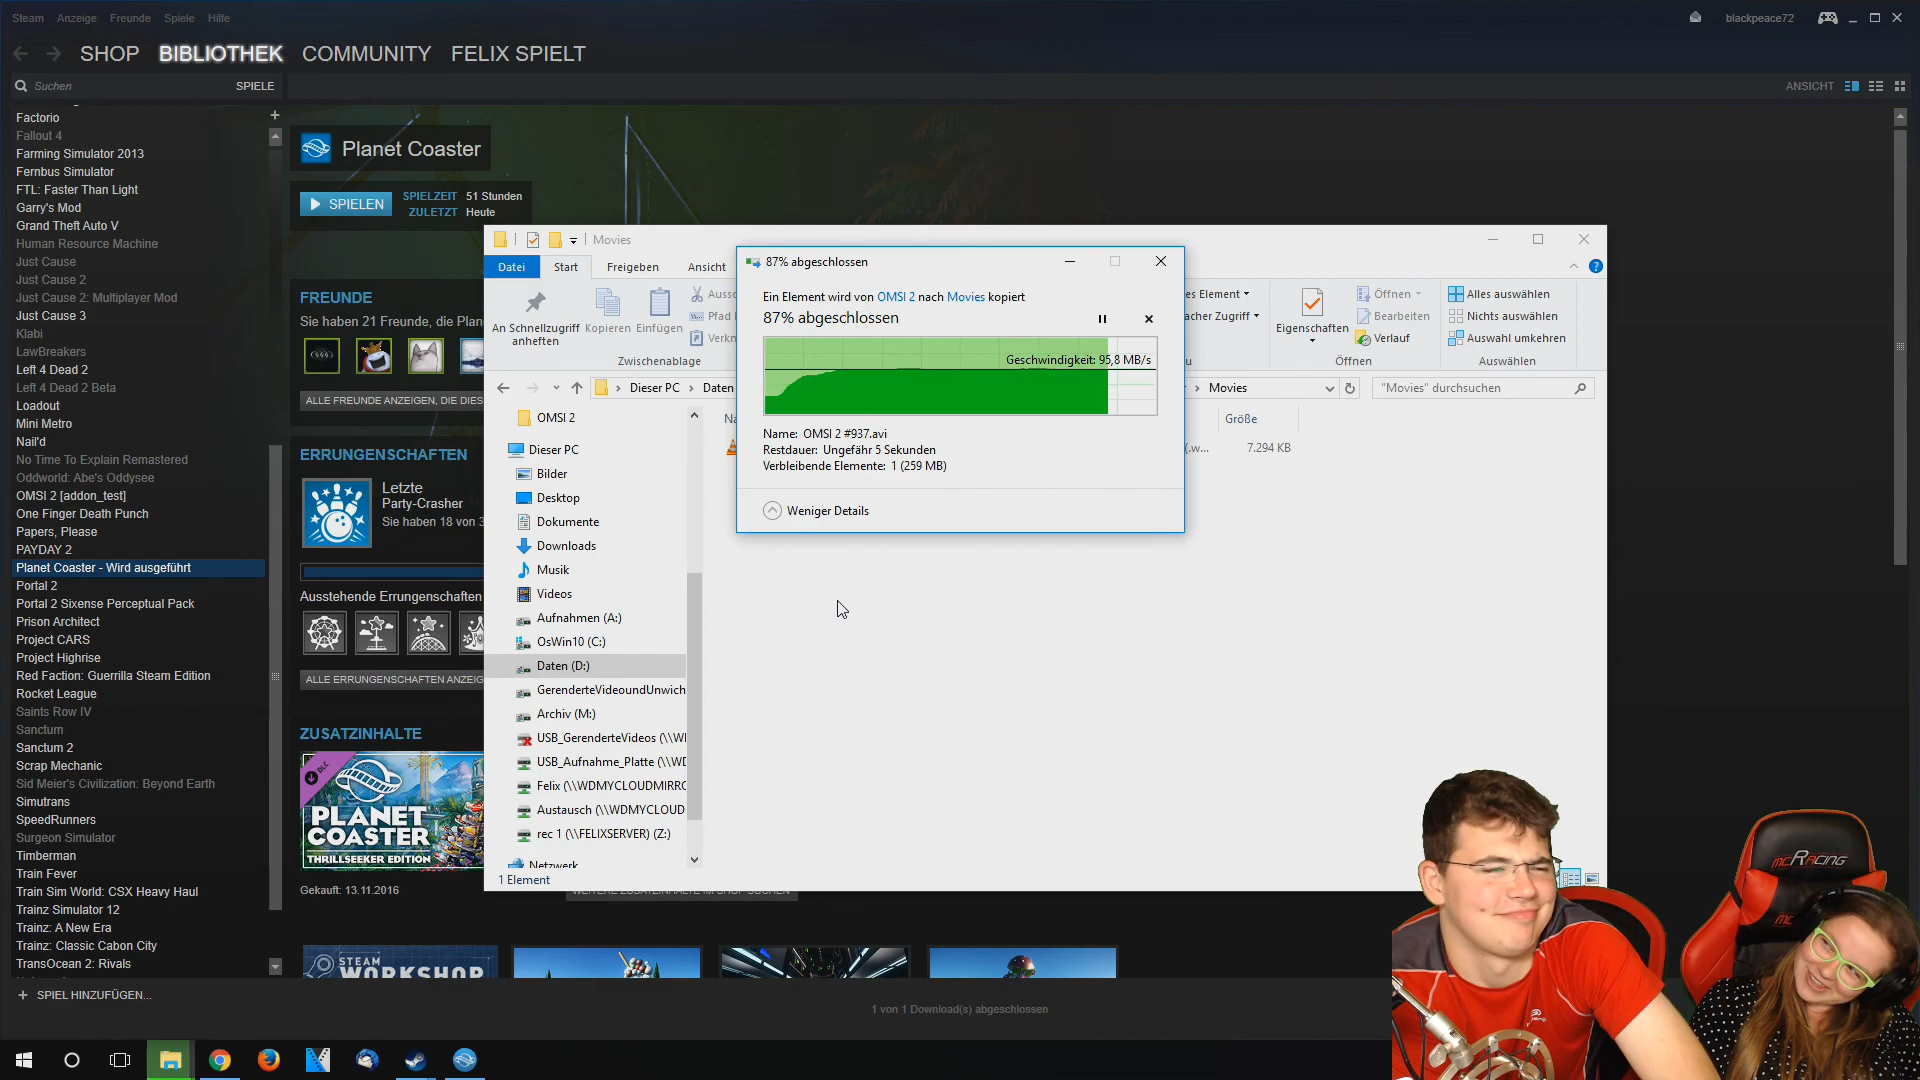 Steam Anzeige Freunde Spiele Hilfe
blackpeace72
SHOP BIBLIOTHEK COMMUNITY FELIX SPIELT
Suchen
SPIELE
ANSICHT
Factorio
Fallout 4
Farming Simulator 2013
Fernbus Simulator
FTL: Faster Than Light
Garry's Mod
Grand Theft Auto V
Human Resource Machine
Just Cause
Just Cause 2
Just Cause 2: Multiplayer Mod
Just Cause 3
Klabi
LawBreakers
Left 4 Dead 2
Left 4 Dead 2 Beta
Loadout
Mini Metro
Nail'd
No Time To Explain Remastered
Oddworld: Abe's Oddysee
OMSI 2 [addon_test]
One Finger Death Punch
Papers, Please
PAYDAY 2
Planet Coaster - Wird ausgeführt
Portal 2
Portal 2 Sixense Perceptual Pack
Prison Architect
Project CARS
Project Highrise
Red Faction: Guerrilla Steam Edition
Rocket League
Saints Row IV
Sanctum
Sanctum 2
Scrap Mechanic
Sid Meier's Civilization: Beyond Earth
Simutrans
SpeedRunners
Surgeon Simulator
Timberman
Train Fever
Train Sim World: CSX Heavy Haul
Trainz Simulator 12
Trainz: A New Era
Trainz: Classic Cabon City
TransOcean 2: Rivals
+ SPIEL HINZUFÜGEN...
Planet Coaster
SPIELEN
SPIELZEIT 51 Stunden
ZULETZT Heute
FREUNDE
Sie haben 21 Freunde, die Plan
ALLE FREUNDE ANZEIGEN, DIE DIES
ERRUNGENSCHAFTEN
Letzte
Party-Crasher
Sie haben 18 von 3
Ausstehende Errungenschaften
ALLE ERRUNGENSCHAFTEN ANZEIG
ZUSATZINHALTE
DLC
PLANET
COASTER
THRILLSEEKER EDITION
Gekauft: 13.11.2016
WEITERE ZUSATZINHALTE IM SHOP SUCHEN
STEAM
WORKSHOP
1 von 1 Download(s) abgeschlossen
Movies
Datei Start Freigeben Ansicht
An Schnellzugriff
anheften
Kopieren
Einfügen
Aussc
Pfad
Verkn
Zwischenablage
es Element
acher Zugriff
u
Eigenschaften
Öffnen
Bearbeiten
Verlauf
Öffnen
Alles auswählen
Nichts auswählen
Auswahl umkehren
Auswählen
Dieser PC
Daten
Movies
"Movies" durchsuchen
Größe
(.w...
7.294 KB
OMSI 2
Dieser PC
Bilder
Desktop
Dokumente
Downloads
Musik
Videos
Aufnahmen (A:)
OsWin10 (C:)
Daten (D:)
GerenderteVideoundUnwich
Archiv (M:)
USB_GerenderteVideos (\\WI
USB_Aufnahme_Platte (\\WD
Felix (\\WDMYCLOUDMIRRO
Austausch (\\WDMYCLOUD
rec 1 (\\FELIXSERVER) (Z:)
Netzwerk
1 Element
87% abgeschlossen
Ein Element wird von OMSI 2 nach Movies kopiert
87% abgeschlossen
Geschwindigkeit: 95,8 MB/s
Name: OMSI 2 #937.avi
Restdauer: Ungefähr 5 Sekunden
Verbleibende Elemente: 1 (259 MB)
Weniger Details
mcRacing